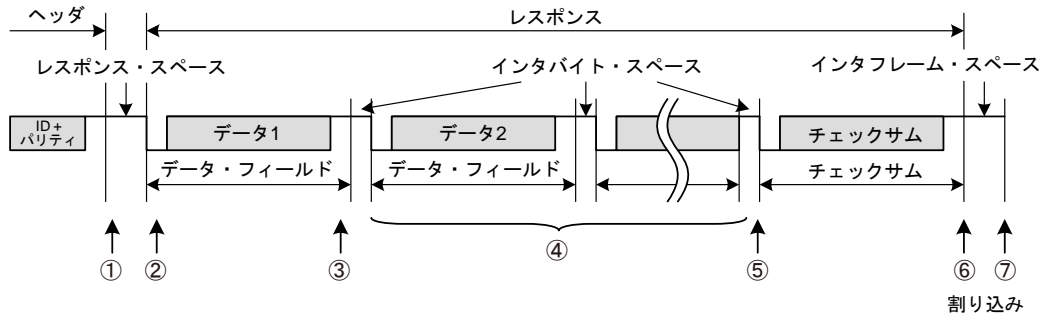 ヘッダ
レスポンス
レスポンス・スペース
インタバイト・スペース
インタフレーム・スペース
ID+
パリティ
データ1
データ2
チェックサム
データ・フィールド
データ・フィールド
チェックサム
①
②
③
④
⑤
⑥
⑦
割り込み